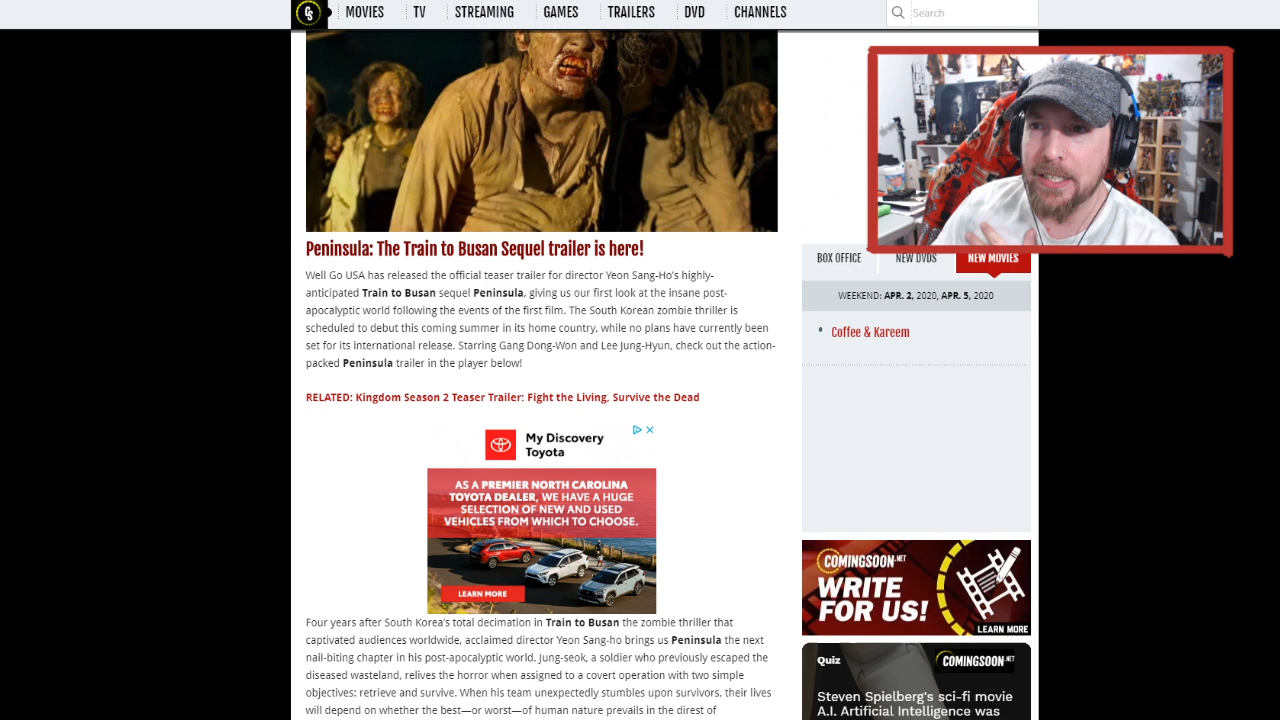 GS
MOVIES
TV
STREAMING
GAMES
TRAILERS
DVD
CHANNELS
Search
Peninsula: The Train to Busan Sequel trailer is here!
Well Go USA has released the official teaser trailer for director Yeon Sang-Ho's highly-
anticipated Train to Busan sequel Peninsula, giving us our first look at the insane post-
apocalyptic world following the events of the first film. The South Korean zombie thriller is
scheduled to debut this coming summer in its home country, while no plans have currently been
set for its international release. Starring Gang Dong-Won and Lee Jung-Hyun, check out the action-
packed Peninsula trailer in the player below!
RELATED: Kingdom Season 2 Teaser Trailer: Fight the Living, Survive the Dead
My Discovery
Toyota
AS A PREMIER NORTH CAROLINA
TOYOTA DEALER, WE HAVE A HUGE
SELECTION OF NEW AND USED
VEHICLES FROM WHICH TO CHOOSE.
LEARN MORE
Four years after South Korea's total decimation in Train to Busan the zombie thriller that
captivated audiences worldwide, acclaimed director Yeon Sang-ho brings us Peninsula the next
nail-biting chapter in his post-apocalyptic world. Jung-seok, a soldier who previously escaped the
diseased wasteland, relives the horror when assigned to a covert operation with two simple
objectives: retrieve and survive. When his team unexpectedly stumbles upon survivors, their lives
will depend on whether the best—or worst—of human nature prevails in the direst of
BOX OFFICE
NEW DVDS
NEW MOVIES
WEEKEND: APR. 2, 2020, APR. 5, 2020
Coffee & Kareem
COMINGSOON.NET
WRITE
FOR US!
LEARN MORE
Quiz
COMINGSOON.NET
Steven Spielberg's sci-fi movie
A.I. Artificial Intelligence was